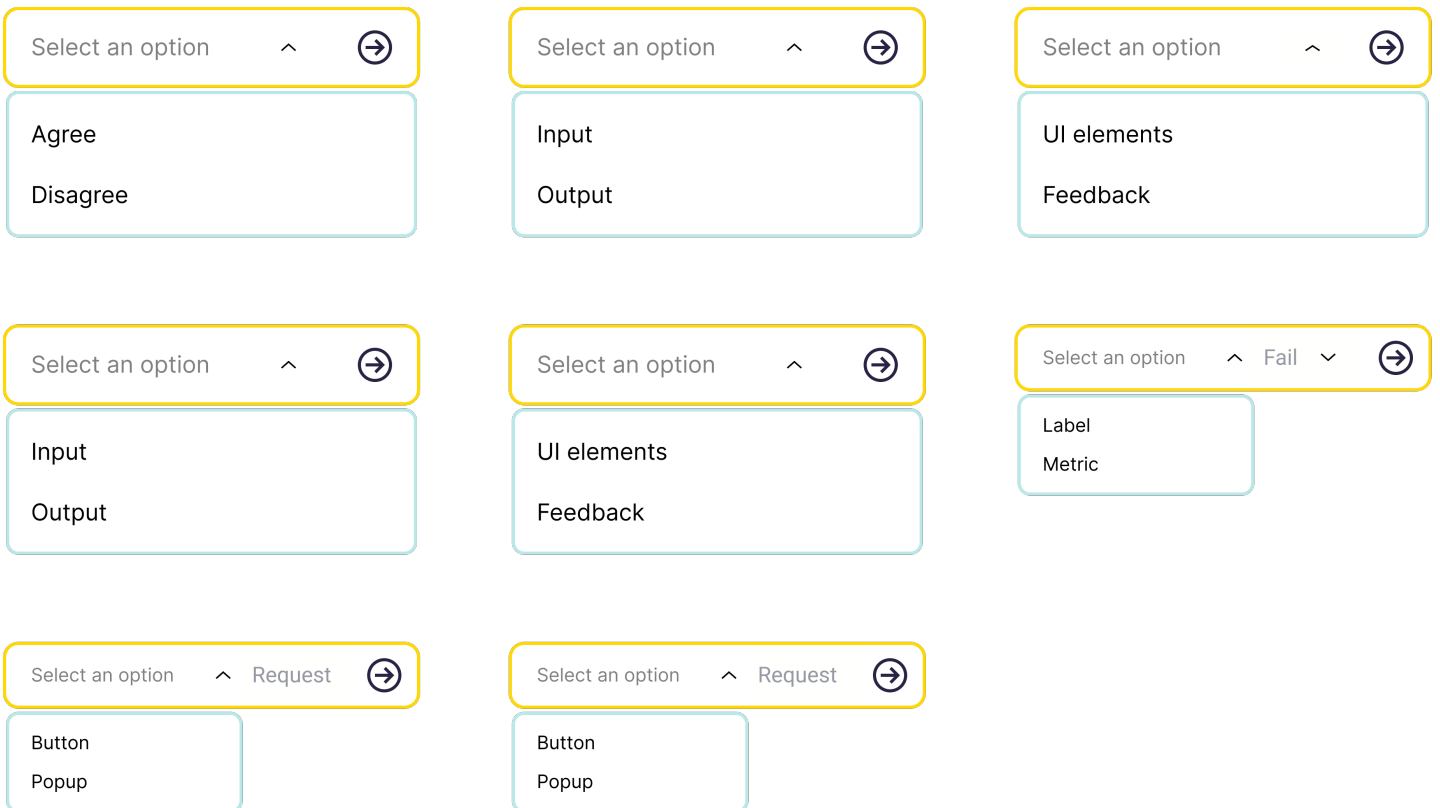 Select an option
Agree
Disagree
Select an option
Input
Output
Select an option
UI elements
Feedback
Select an option
Input
Output
Select an option
UI elements
Feedback
Select an option Fail
Label
Metric
Select an option Request
Button
Popup
Select an option Request
Button
Popup